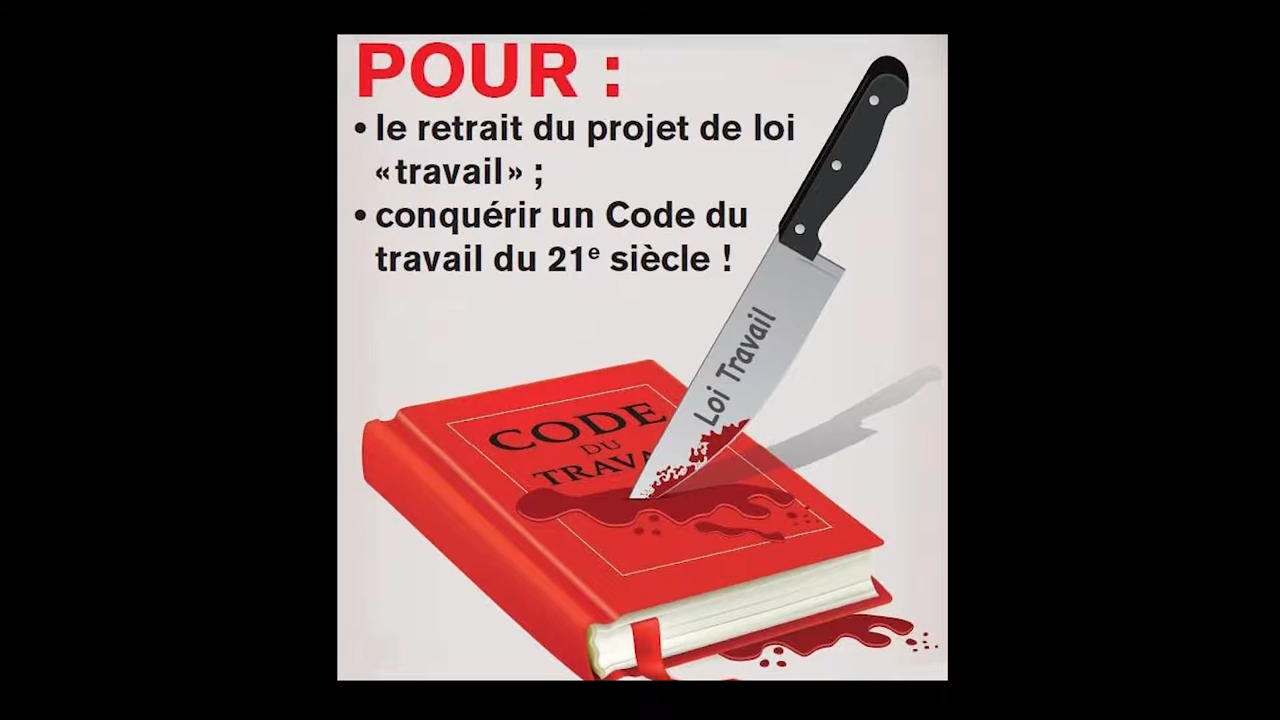 POUR :
• le retrait du projet de loi
«travail» ;
• conquérir un Code du
travail du 21e siècle !
Loi Travail
CODE
DU
TRAVA